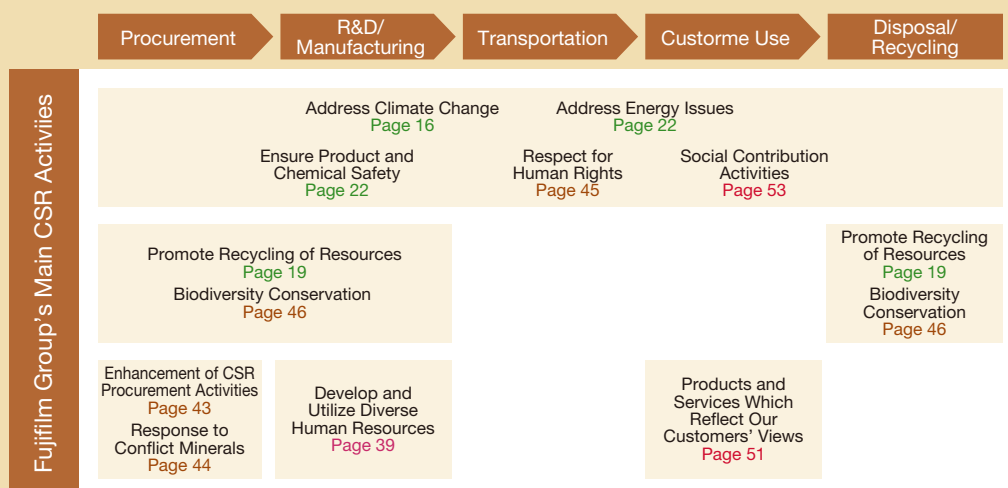 Procurement
R&D/
Manufacturing
Transportation
Custorme Use
Disposal/
Recycling
Fujifilm Group's Main CSR Activiies
Address Climate Change
Page 16
Address Energy Issues
Page 22
Ensure Product and
Chemical Safety
Page 22
Respect for
Human Rights
Page 45
Social Contribution
Activities
Page 53
Promote Recycling of Resources
Page 19
Biodiversity Conservation
Page 46
Promote Recycling
of Resources
Page 19
Biodiversity
Conservation
Page 46
Enhancement of CSR
Procurement Activities
Page 43
Response to
Conflict Minerals
Page 44
Develop and
Utilize Diverse
Human Resources
Page 39
Products and
Services Which
Reflect Our
Customers' Views
Page 51